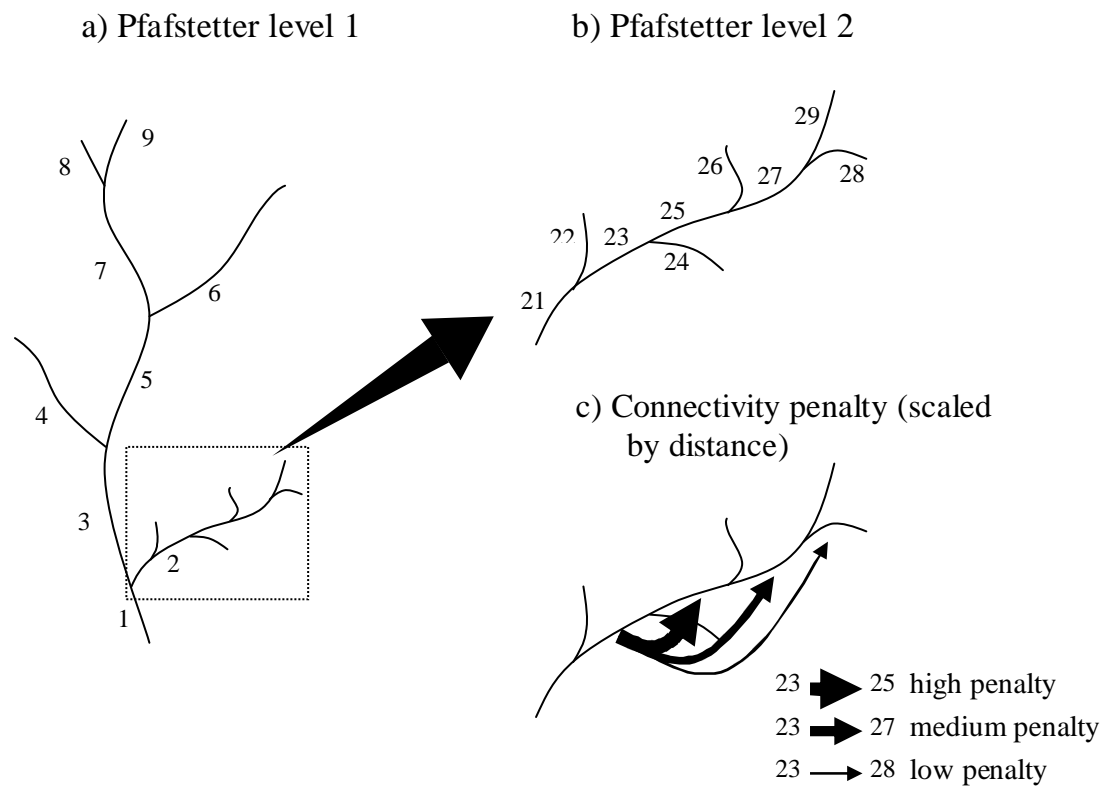 a) Pfafstetter level 1
9
8
7
6
5
4
3
2
1
b) Pfafstetter level 2
29
26
27
28
25
22
23
24
21
c) Connectivity penalty (scaled
by distance)
23 25 high penalty
23 27 medium penalty
23 28 low penalty